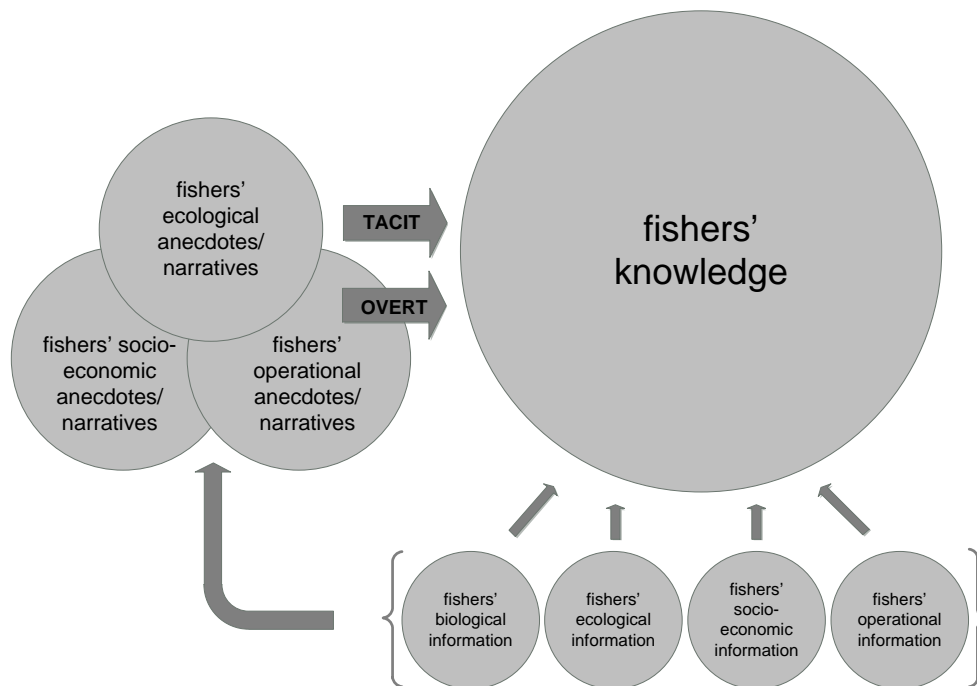 fishers'
ecological
anecdotes/
narratives
fishers' socio-
economic
anecdotes/
narratives
fishers'
operational
anecdotes/
narratives
TACIT
OVERT
fishers'
knowledge
fishers'
biological
information
fishers'
ecological
information
fishers'
socio-
economic
information
fishers'
operational
information